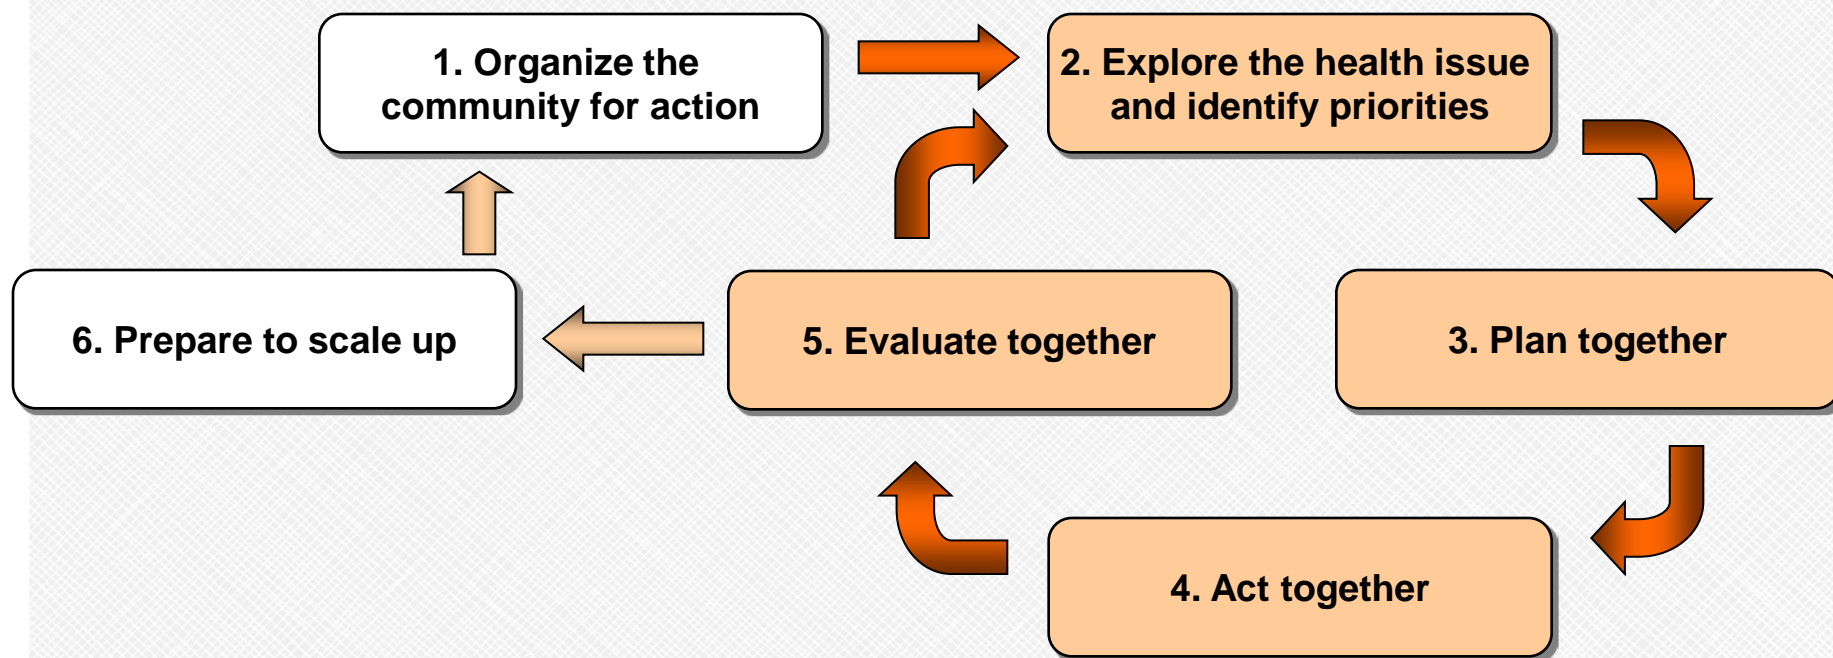 1. Organize the
community for action
2. Explore the health issue
and identify priorities
6. Prepare to scale up
5. Evaluate together
3. Plan together
4. Act together